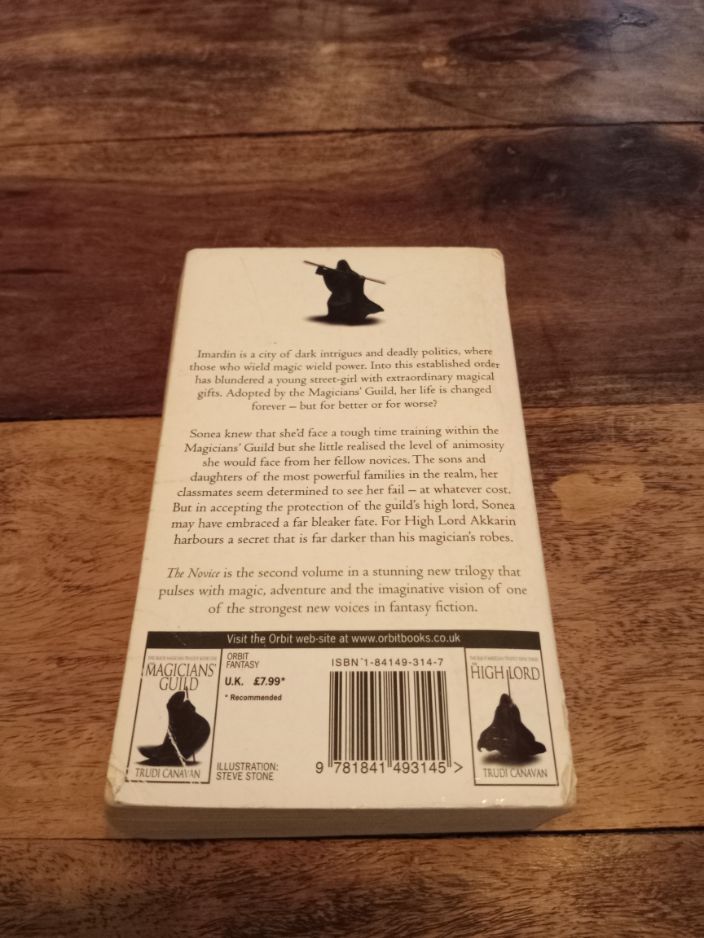 Imardin is a city of dark intrigues and deadly politics, where
those who wield magic wield power. Into this established order
has blundered a young street-girl with extraordinary magical
gifts. Adopted by the Magicians' Guild, her life is changed
forever – but for better or for worse?
Sonea knew that she'd face a tough time training within the
Magicians' Guild but she little realised the level of animosity
she would face from her fellow novices. The sons and
daughters of the most powerful families in the realm, her
classmates seem determined to see her fail – at whatever cost.
But in accepting the protection of the guild's high lord, Sonea
may have embraced a far bleaker fate. For High Lord Akkarin
harbours a secret that is far darker than his magician's robes.
The Novice is the second volume in a stunning new trilogy that
pulses with magic, adventure and the imaginative vision of one
of the strongest new voices in fantasy fiction.
Visit the Orbit web-site at www.orbitbooks.co.uk
MAGICIANS'
GUILD
TRUDI CANAVAN
ORBIT
FANTASY
U.K. £7.99*
* Recommended
ILLUSTRATION:
STEVE STONE
ISBN 1-84149-314-7
9 781841 493145 >
HIGH LORD
TRUDI CANAVAN